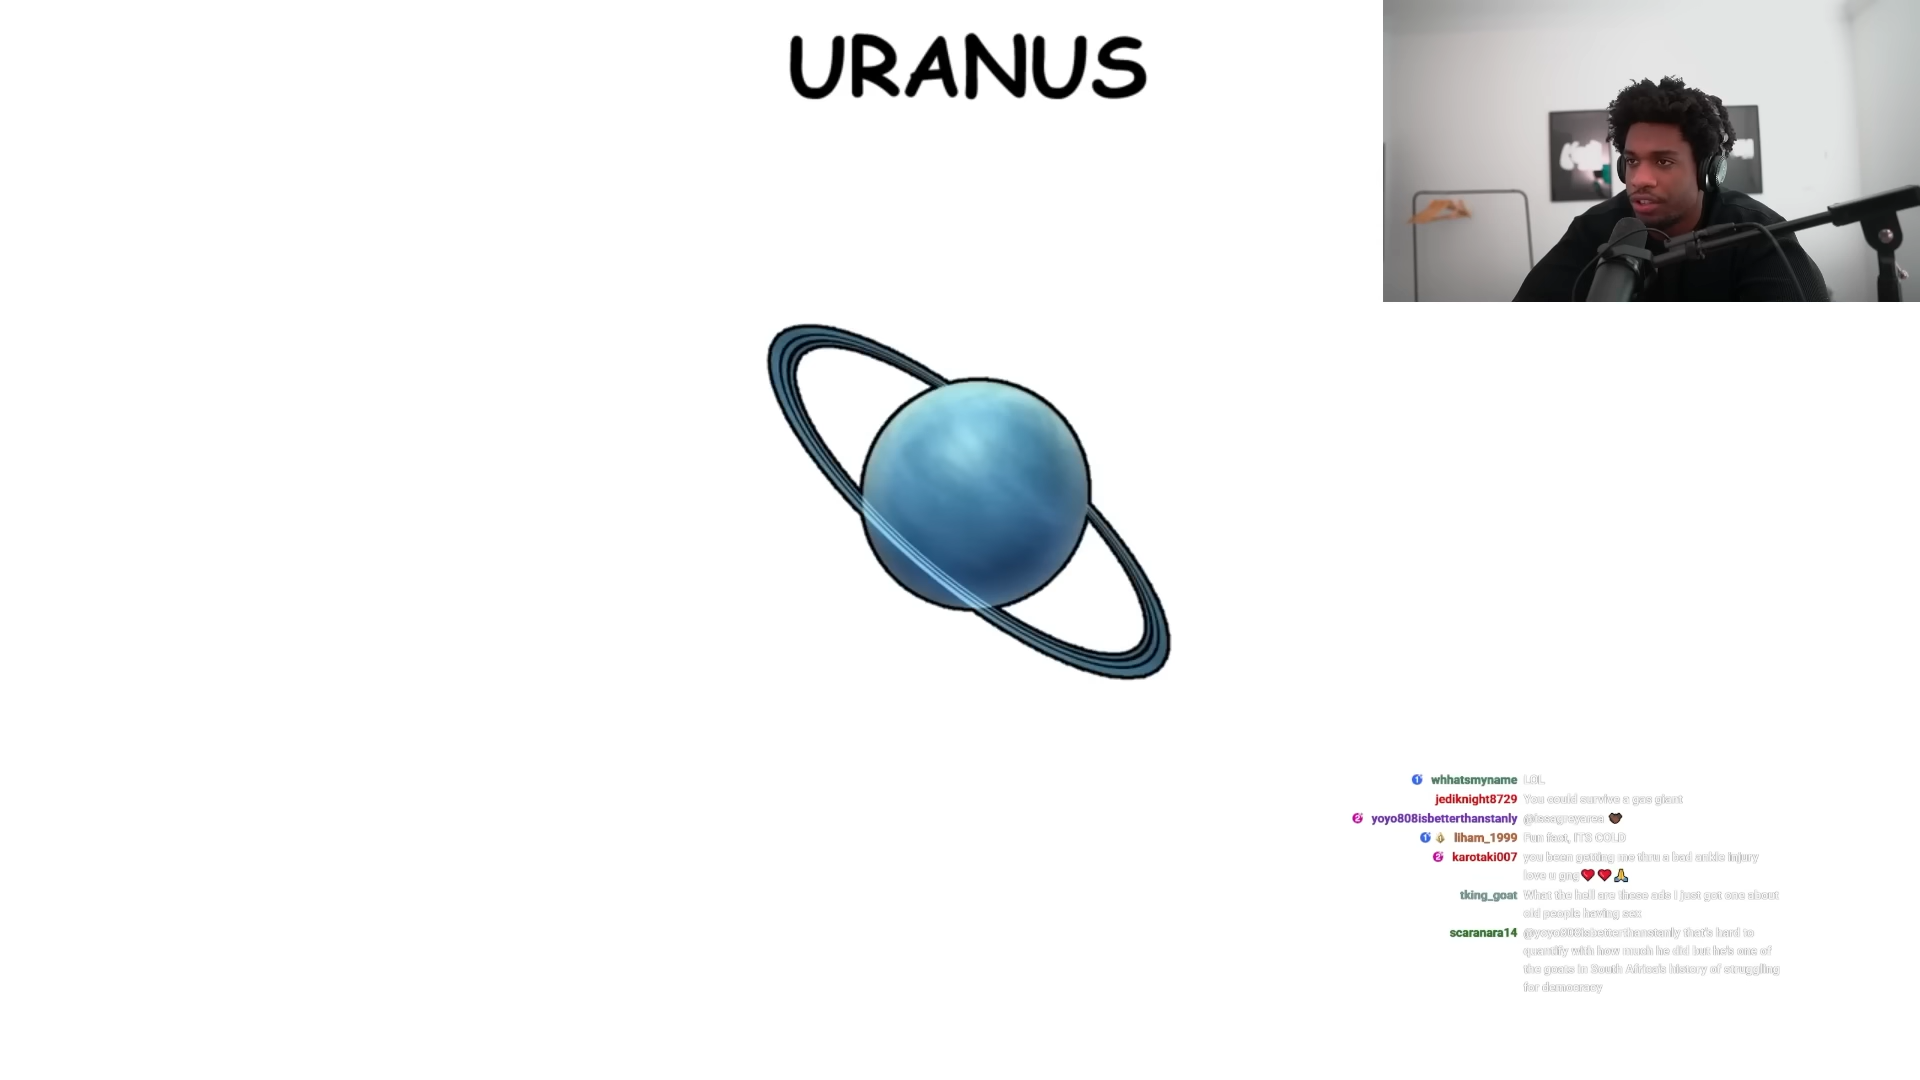 URANUS
whhatsmyname LOL
jediknight8729 You could survive a gas giant
yoyo808isbetterthanstanly @issagreyarea
liham_1999 Fun fact, ITS COLD
karotaki007 you been getting me thru a bad ankle injury
love u gng
tking_goat What the hell are these ads I just got one about
old people having sex
scaranara14 @yoyo808isbetterthanstanly that's hard to
quantify with how much he did but he's one of
the goats in South Africa's history of struggling
for democracy